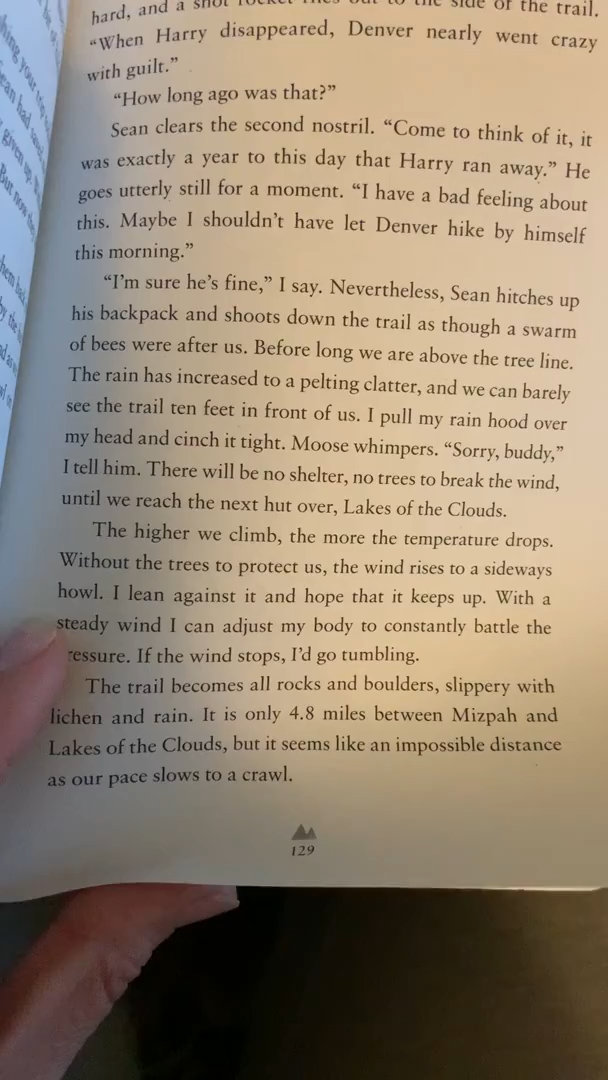 hard, and a snot rocket flies out to the side of the trail.
“When Harry disappeared, Denver nearly went crazy
with guilt.”
“How long ago was that?”
Sean clears the second nostril. “Come to think of it, it
was exactly a year to this day that Harry ran away.” He
goes utterly still for a moment. “I have a bad feeling about
this. Maybe I shouldn’t have let Denver hike by himself
this morning.”
“I’m sure he’s fine,” I say. Nevertheless, Sean hitches up
his backpack and shoots down the trail as though a swarm
of bees were after us. Before long we are above the tree line.
The rain has increased to a pelting clatter, and we can barely
see the trail ten feet in front of us. I pull my rain hood over
my head and cinch it tight. Moose whimpers. “Sorry, buddy,”
I tell him. There will be no shelter, no trees to break the wind,
until we reach the next hut over, Lakes of the Clouds.
The higher we climb, the more the temperature drops.
Without the trees to protect us, the wind rises to a sideways
howl. I lean against it and hope that it keeps up. With a
steady wind I can adjust my body to constantly battle the
pressure. If the wind stops, I’d go tumbling.
The trail becomes all rocks and boulders, slippery with
lichen and rain. It is only 4.8 miles between Mizpah and
Lakes of the Clouds, but it seems like an impossible distance
as our pace slows to a crawl.
129